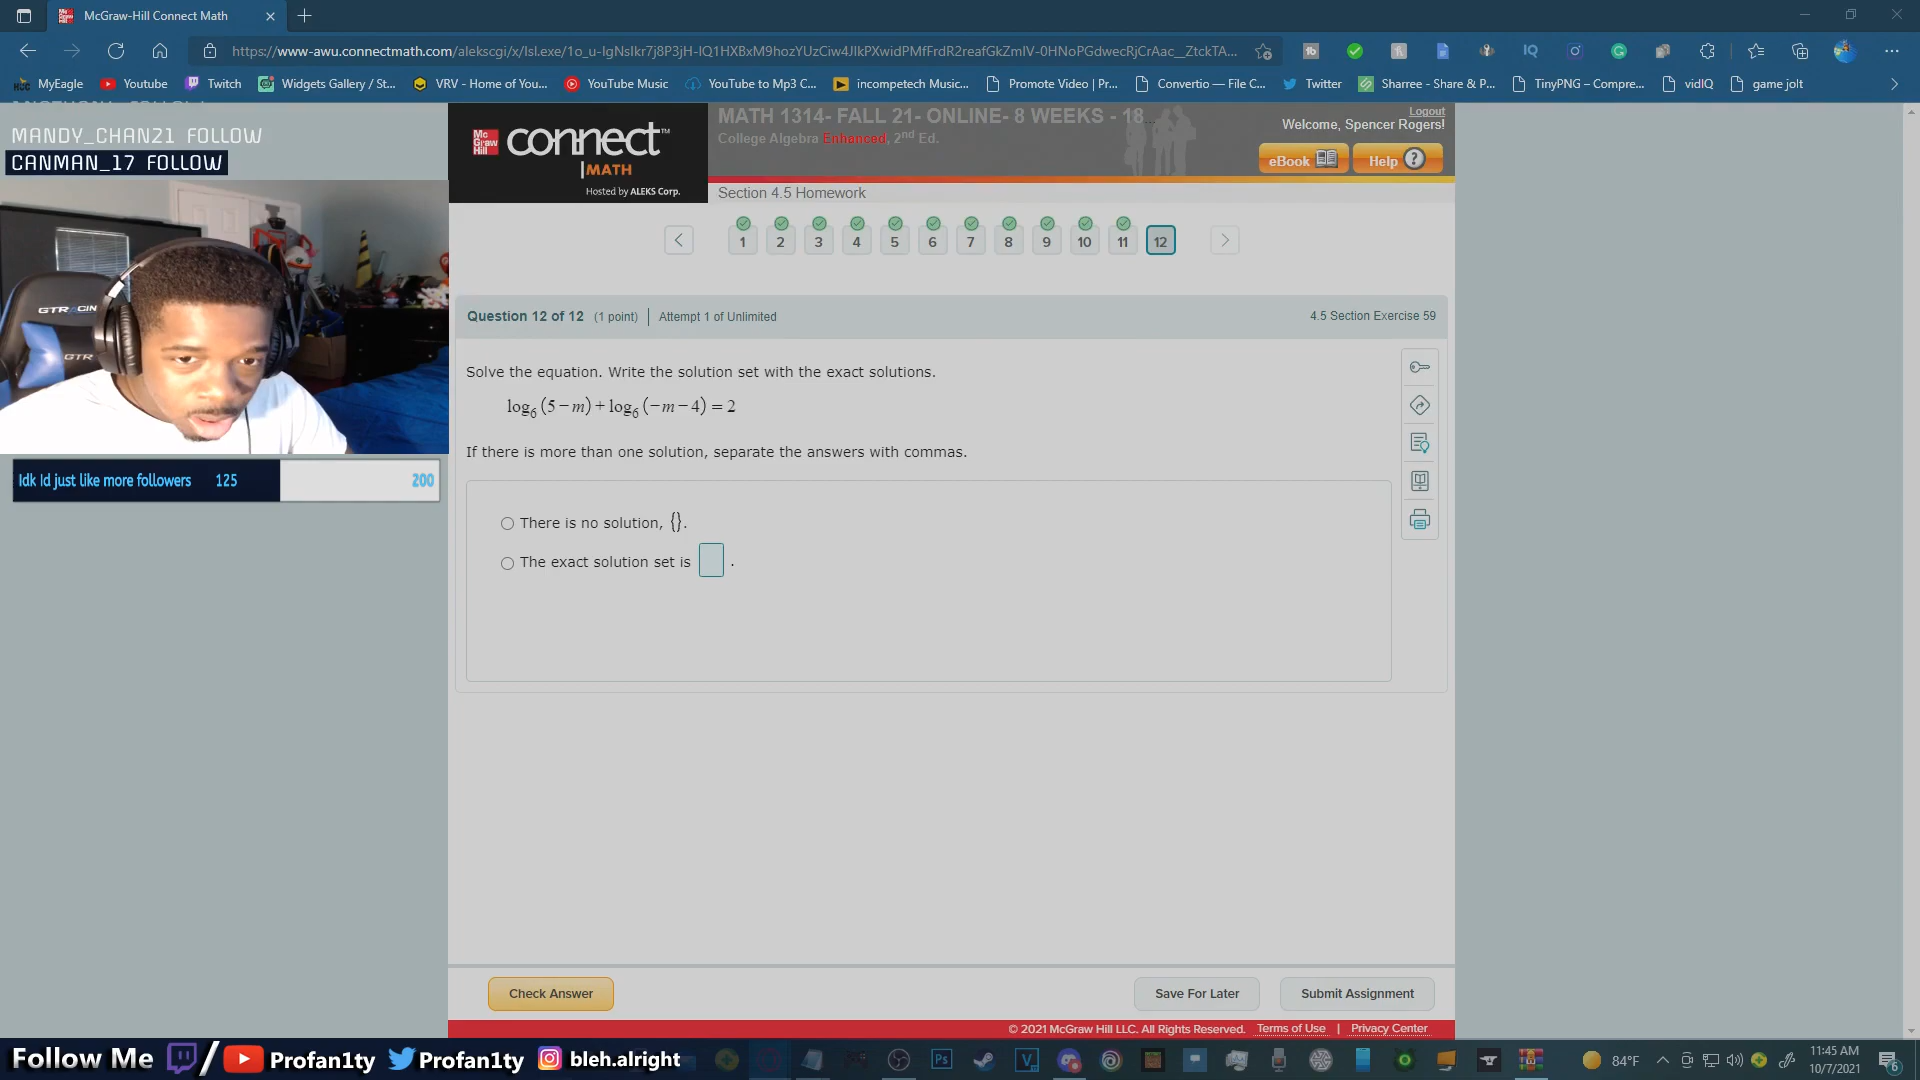 McGraw-Hill Connect Math
https://www-awu.connectmath.com/alekscgi/x/Isl.exe/1o_u-IgNsIkr7j8P3jH-IQ1HXBxM9hozYUzCiw4JlkPXwidPMfFrdR2reafGkZmIV-0HNoPGdwecRjCrAac__ZtckTA...
MyEagle Youtube Twitch Widgets Gallery / St... VRV - Home of You... YouTube Music YouTube to Mp3 C... incompetech Music... Promote Video | Pr... Convertio — File C... Twitter Sharree - Share & P... TinyPNG – Compre... vidIQ game jolt
MANDY_CHAN21 FOLLOW
CANMAN_17 FOLLOW
Mc Graw Hill connect™
MATH
Hosted by ALEKS Corp.
MATH 1314- FALL 21- ONLINE- 8 WEEKS - 18...
College Algebra Enhanced, 2nd Ed.
Logout
Welcome, Spencer Rogers!
eBook Help ?
Section 4.5 Homework
1 2 3 4 5 6 7 8 9 10 11 12
GTR
Question 12 of 12 (1 point) | Attempt 1 of Unlimited
4.5 Section Exercise 59
Solve the equation. Write the solution set with the exact solutions.
log₆(5−m)+log₆(−m−4)=2
If there is more than one solution, separate the answers with commas.
Idk Id just like more followers 125 200
There is no solution, {}.
The exact solution set is .
Check Answer
Save For Later
Submit Assignment
© 2021 McGraw Hill LLC. All Rights Reserved. Terms of Use | Privacy Center
Follow Me / Profan1ty Profan1ty bleh.alright
84°F
11:45 AM
10/7/2021
6